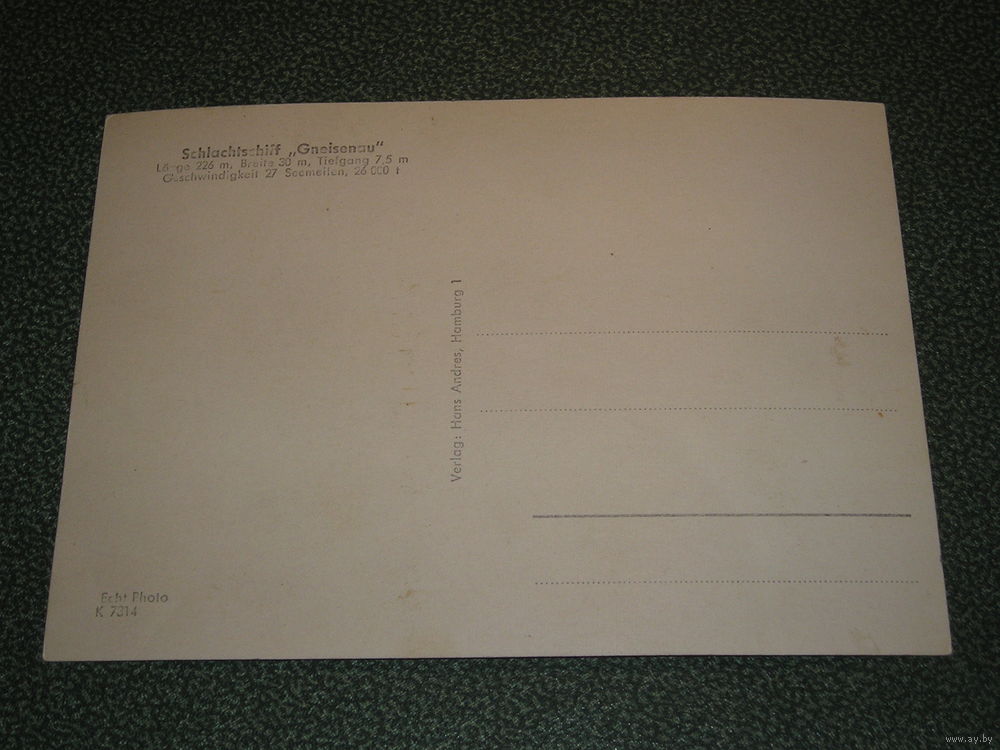 Schlachtschiff „Gneisenau"
Länge 226 m, Breite 30 m, Tiefgang 7,5 m
Geschwindigkeit 27 Seemeilen, 26 000 t
Verlag: Hans Andres, Hamburg 1
Echt Photo
K 7314
www.ay.by